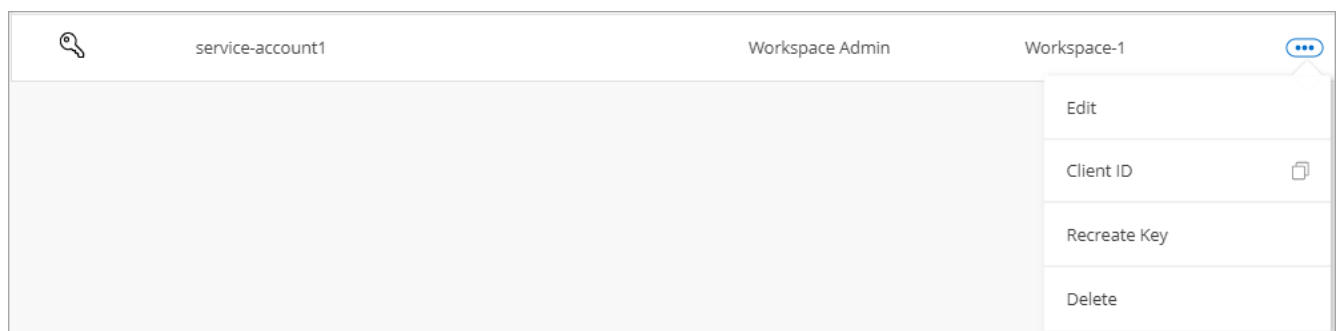 service-account1 Workspace Admin Workspace-1
Edit
Client ID
Recreate Key
Delete